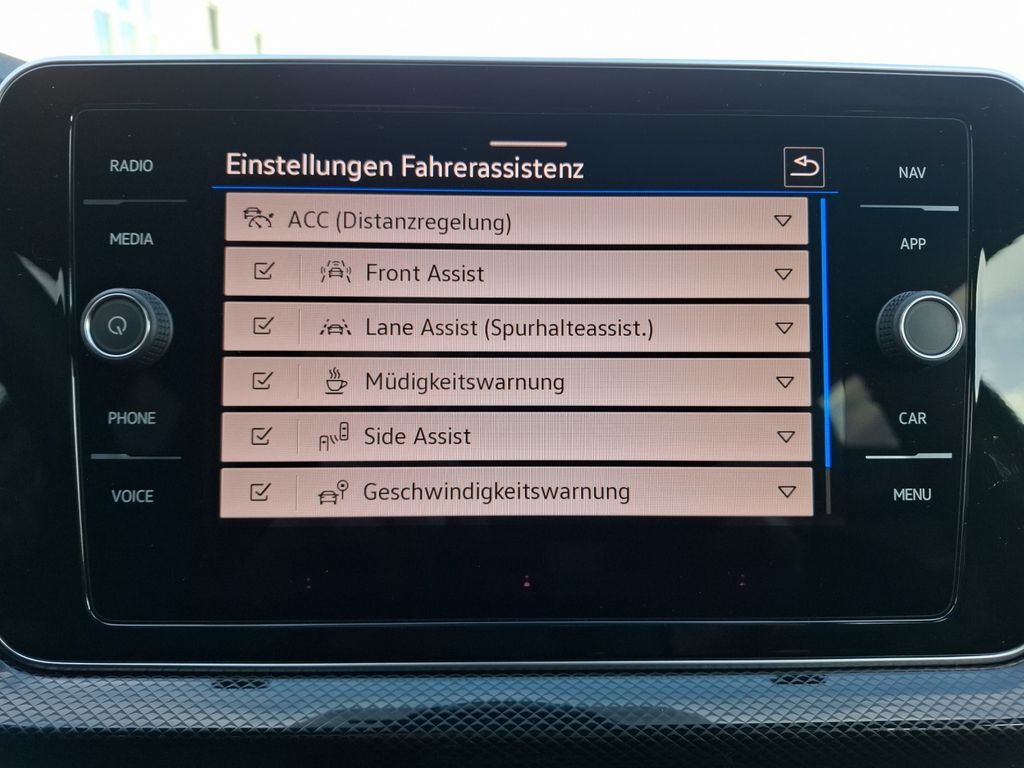 Einstellungen Fahrerassistenz
RADIO
MEDIA
PHONE
VOICE
ACC (Distanzregelung)
Front Assist
Lane Assist (Spurhalteassist.)
Müdigkeitswarnung
Side Assist
Geschwindigkeitswarnung
NAV
APP
CAR
MENU